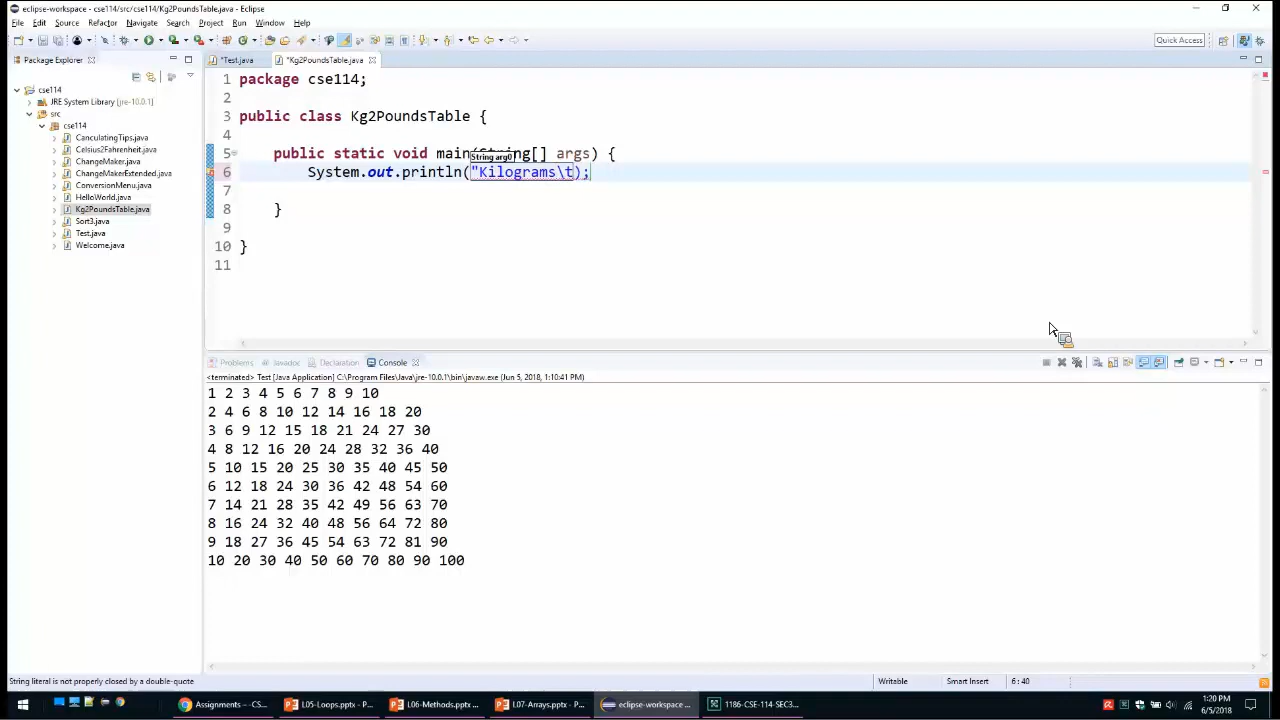 eclipse-workspace - cse114/src/cse114/Kg2PoundsTable.java - Eclipse
File Edit Source Refactor Navigate Search Project Run Window Help
Quick Access
Package Explorer
*Test.java
*Kg2PoundsTable.java
cse114
JRE System Library [jre-10.0.1]
src
cse114
CanculatingTips.java
Celsius2Fahrenheit.java
ChangeMaker.java
ChangeMakerExtended.java
ConversionMenu.java
HelloWorld.java
Kg2PoundsTable.java
Sort3.java
Test.java
Welcome.java
1 package cse114;
2
3 public class Kg2PoundsTable {
4
5 public static void main(String[] args) {
String arg0
6 System.out.println("Kilograms\t);
7
8 }
9
10 }
11
Problems Javadoc Declaration Console
<terminated> Test [Java Application] C:\Program Files\Java\jre-10.0.1\bin\javaw.exe (Jun 5, 2018, 1:10:41 PM)
1 2 3 4 5 6 7 8 9 10
2 4 6 8 10 12 14 16 18 20
3 6 9 12 15 18 21 24 27 30
4 8 12 16 20 24 28 32 36 40
5 10 15 20 25 30 35 40 45 50
6 12 18 24 30 36 42 48 54 60
7 14 21 28 35 42 49 56 63 70
8 16 24 32 40 48 56 64 72 80
9 18 27 36 45 54 63 72 81 90
10 20 30 40 50 60 70 80 90 100
String literal is not properly closed by a double-quote
Writable
Smart Insert
6 : 40
Assignments -- CS...
L05-Loops.pptx - P...
L06-Methods.pptx ...
L07-Arrays.pptx - P...
eclipse-workspace ...
1186-CSE-114-SEC3...
1:20 PM
6/5/2018